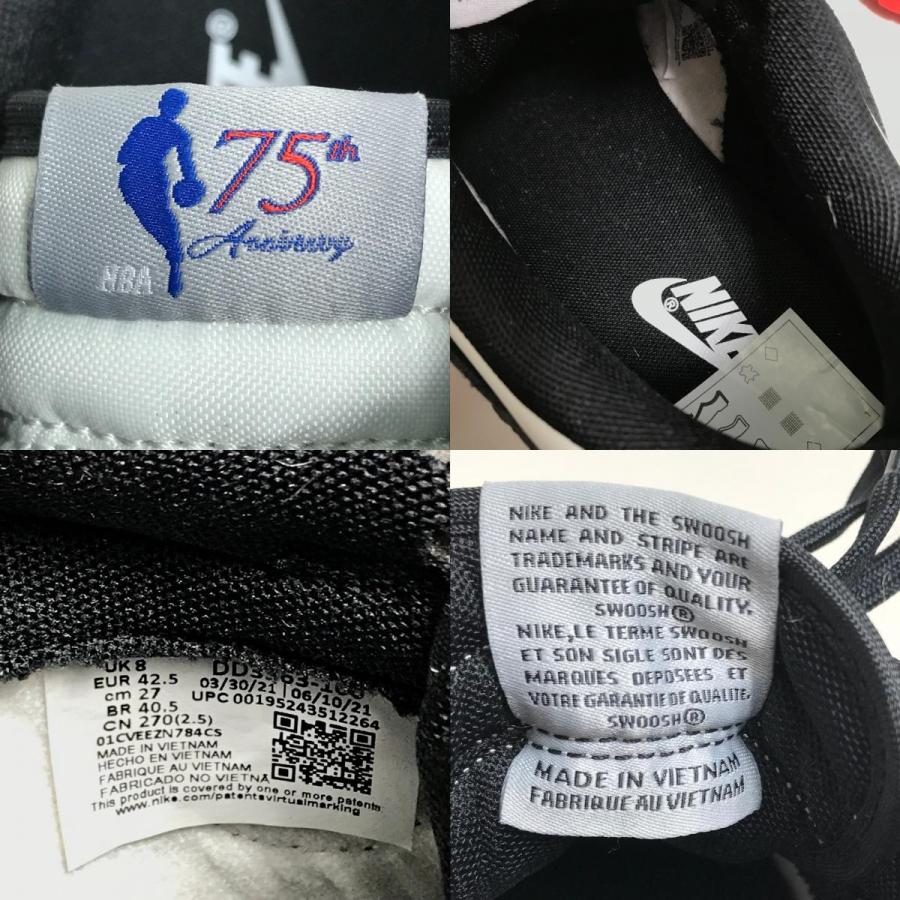 75th
Anniversary
NBA
NIKE
UK 8
EUR 42.5
cm 27
BR 40.5
CN 270(2.5)
01CVEEZN784CS
03/30/21 | 06/10/21
UPC 00195243512264
MADE IN VIETNAM
HECHO EN VIETNAM
FABRIQUE AU VIETNAM
FABRICADO NO VIETNA
This product is covered by one or more patents.
www.nike.com/patentsvirtualmarking
NIKE AND THE SWOOSH
NAME AND STRIPE ARE
TRADEMARKS AND YOUR
GUARANTEE OF QUALITY.
SWOOSH®
NIKE,LE TERME SWOOSH
ET SON SIGLE SONT DES
MARQUES DEPOSEES ET
VOTRE GARANTIE DE QUALITE.
SWOOSH®
MADE IN VIETNAM
FABRIQUE AU VIETNAM